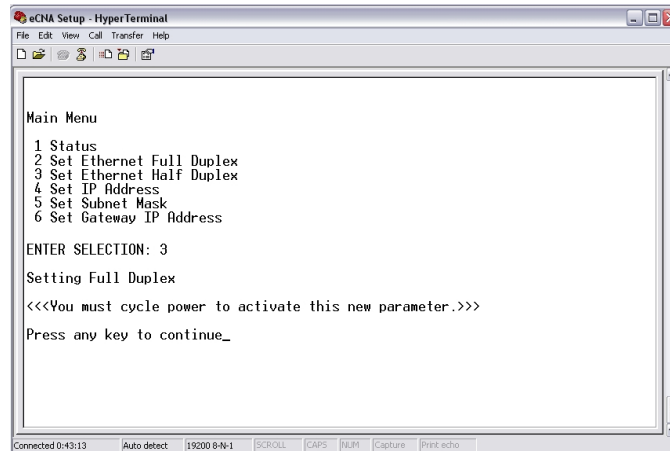 eCNA Setup - HyperTerminal
File Edit View Call Transfer Help
Main Menu
1 Status
2 Set Ethernet Full Duplex
3 Set Ethernet Half Duplex
4 Set IP Address
5 Set Subnet Mask
6 Set Gateway IP Address
ENTER SELECTION: 3
Setting Full Duplex
<<<You must cycle power to activate this new parameter.>>>
Press any key to continue_
Connected 0:43:13 Auto detect 19200 8-N-1 SCROLL CAPS NUM Capture Print echo